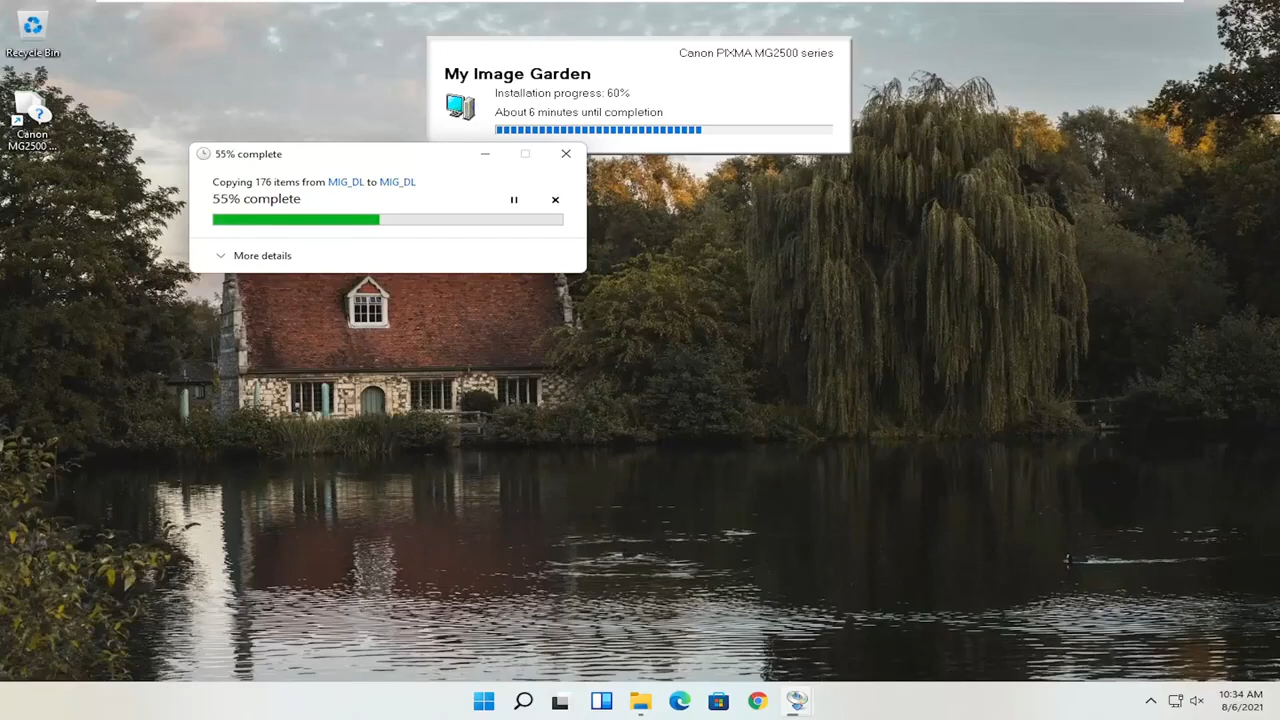 Recycle Bin
Canon
MG2500 ...
Canon PIXMA MG2500 series
My Image Garden
Installation progress: 60%
About 6 minutes until completion
55% complete
Copying 176 items from MIG_DL to MIG_DL
55% complete
More details
10:34 AM
8/6/2021